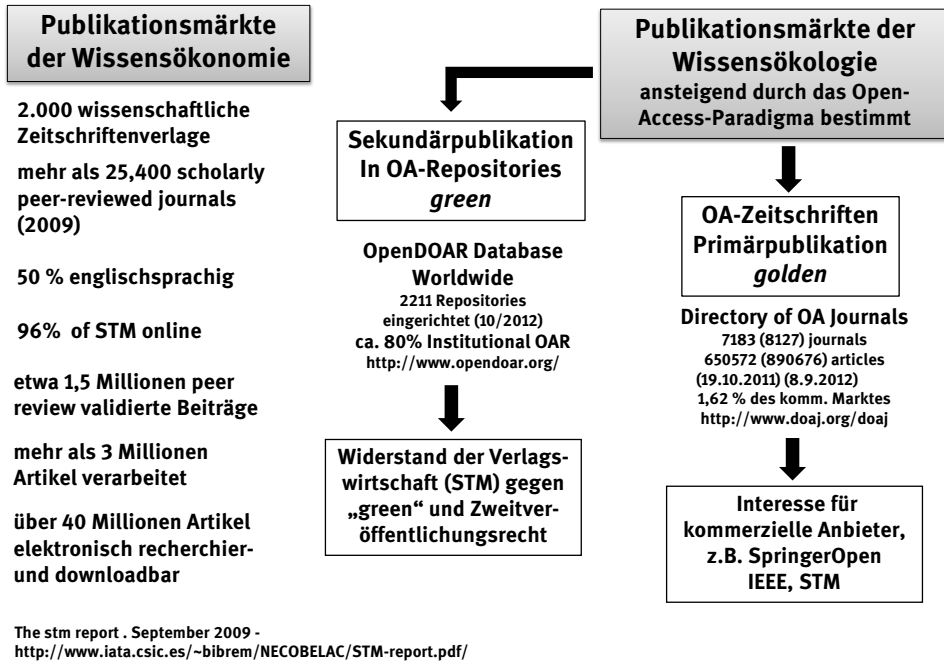 Publikationsmärkte
der Wissensökonomie
2.000 wissenschaftliche
Zeitschriftenverlage
mehr als 25,400 scholarly
peer-reviewed journals
(2009)
50 % englischsprachig
96% of STM online
etwa 1,5 Millionen peer
review validierte Beiträge
mehr als 3 Millionen
Artikel verarbeitet
über 40 Millionen Artikel
elektronisch recherchier-
und downloadbar
Sekundärpublikation
In OA-Repositories
green
OpenDOAR Database
Worldwide
2211 Repositories
eingerichtet (10/2012)
ca. 80% Institutional OAR
http://www.opendoar.org/
Widerstand der Verlags-
wirtschaft (STM) gegen
„green“ und Zweitver-
öffentlichungsrecht
Publikationsmärkte der
Wissensökologie
ansteigend durch das Open-
Access-Paradigma bestimmt
OA-Zeitschriften
Primärpublikation
golden
Directory of OA Journals
7183 (8127) journals
650572 (890676) articles
(19.10.2011) (8.9.2012)
1,62 % des komm. Marktes
http://www.doaj.org/doaj
Interesse für
kommerzielle Anbieter,
z.B. SpringerOpen
IEEE, STM
The stm report . September 2009 -
http://www.iata.csic.es/~bibrem/NECOBELAC/STM-report.pdf/